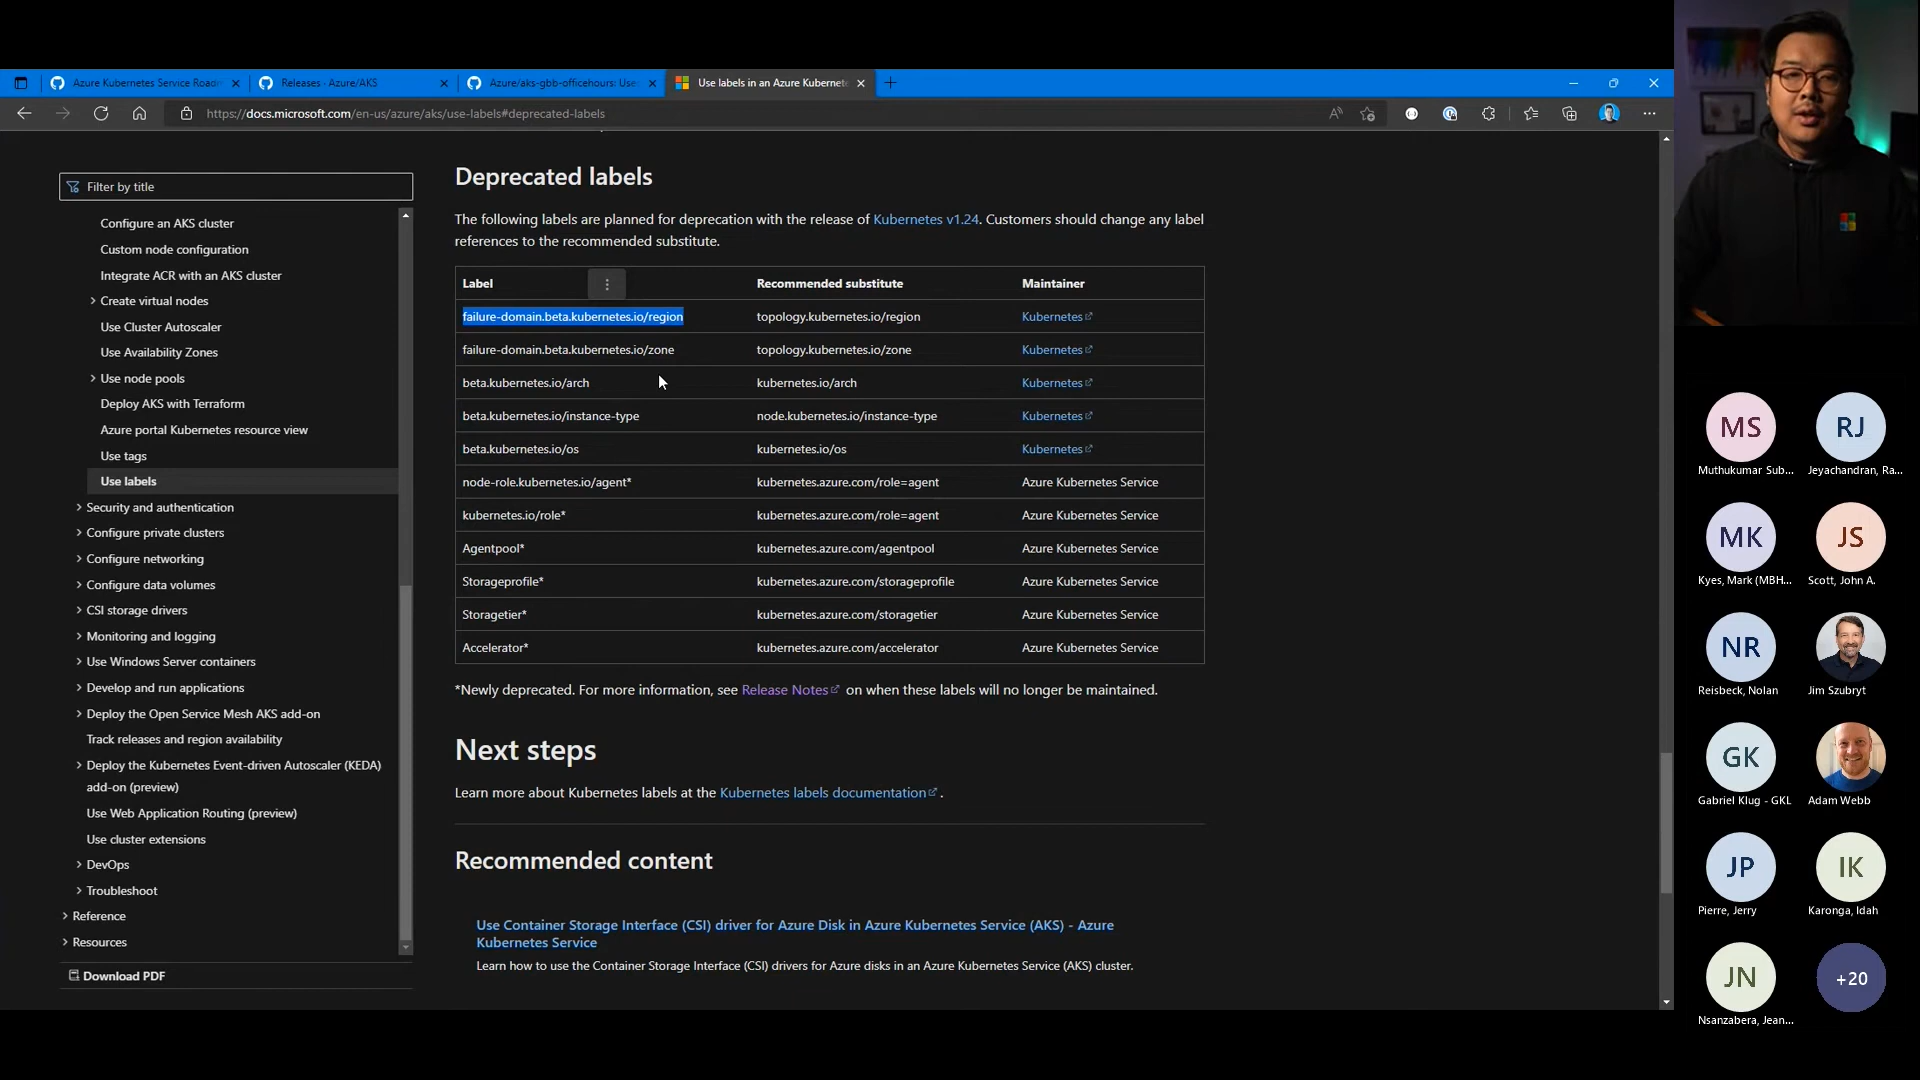 Azure Kubernetes Service Roadm
Releases · Azure/AKS
Azure/aks-gbb-officehours: Use
Use labels in an Azure Kubernete
https://docs.microsoft.com/en-us/azure/aks/use-labels#deprecated-labels
Filter by title
Configure an AKS cluster
Custom node configuration
Integrate ACR with an AKS cluster
Create virtual nodes
Use Cluster Autoscaler
Use Availability Zones
Use node pools
Deploy AKS with Terraform
Azure portal Kubernetes resource view
Use tags
Use labels
Security and authentication
Configure private clusters
Configure networking
Configure data volumes
CSI storage drivers
Monitoring and logging
Use Windows Server containers
Develop and run applications
Deploy the Open Service Mesh AKS add-on
Track releases and region availability
Deploy the Kubernetes Event-driven Autoscaler (KEDA)
add-on (preview)
Use Web Application Routing (preview)
Use cluster extensions
DevOps
Troubleshoot
Reference
Resources
Download PDF
Deprecated labels
The following labels are planned for deprecation with the release of Kubernetes v1.24. Customers should change any label
references to the recommended substitute.
Label Recommended substitute Maintainer
failure-domain.beta.kubernetes.io/region topology.kubernetes.io/region Kubernetes
failure-domain.beta.kubernetes.io/zone topology.kubernetes.io/zone Kubernetes
beta.kubernetes.io/arch kubernetes.io/arch Kubernetes
beta.kubernetes.io/instance-type node.kubernetes.io/instance-type Kubernetes
beta.kubernetes.io/os kubernetes.io/os Kubernetes
node-role.kubernetes.io/agent* kubernetes.azure.com/role=agent Azure Kubernetes Service
kubernetes.io/role* kubernetes.azure.com/role=agent Azure Kubernetes Service
Agentpool* kubernetes.azure.com/agentpool Azure Kubernetes Service
Storageprofile* kubernetes.azure.com/storageprofile Azure Kubernetes Service
Storagetier* kubernetes.azure.com/storagetier Azure Kubernetes Service
Accelerator* kubernetes.azure.com/accelerator Azure Kubernetes Service
*Newly deprecated. For more information, see Release Notes on when these labels will no longer be maintained.
Next steps
Learn more about Kubernetes labels at the Kubernetes labels documentation .
Recommended content
Use Container Storage Interface (CSI) driver for Azure Disk in Azure Kubernetes Service (AKS) - Azure
Kubernetes Service
Learn how to use the Container Storage Interface (CSI) drivers for Azure disks in an Azure Kubernetes Service (AKS) cluster.
MS RJ
Muthukumar Sub... Jeyachandran, Ra...
MK JS
Kyes, Mark (MBH... Scott, John A.
NR
Reisbeck, Nolan Jim Szubryt
GK
Gabriel Klug - GKL Adam Webb
JP IK
Pierre, Jerry Karonga, Idah
JN +20
Nsanzabera, Jean...